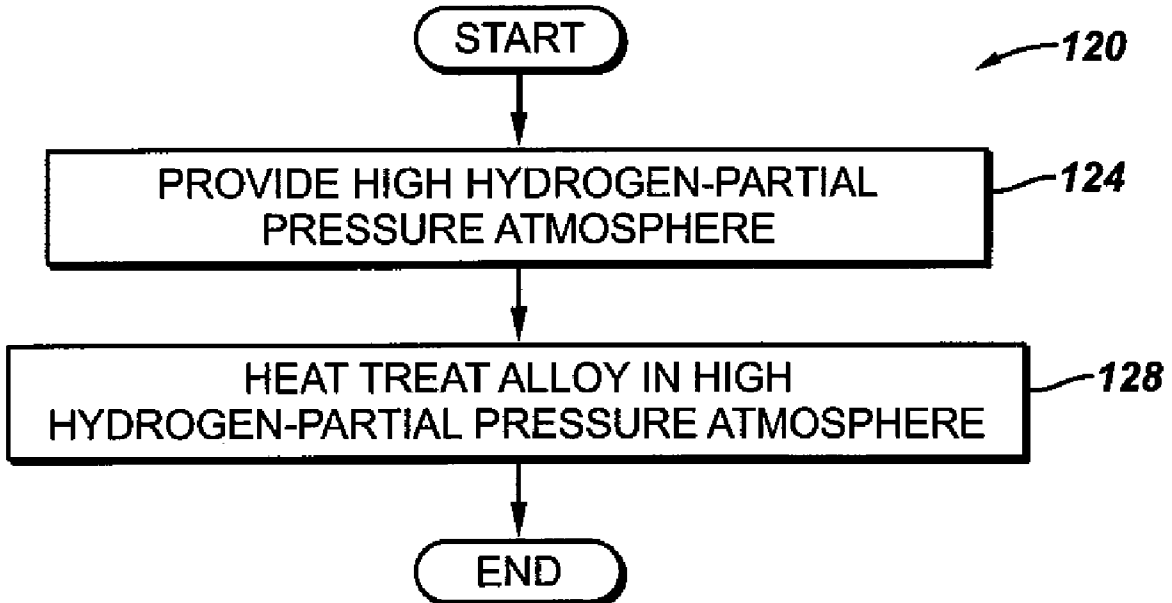 START
120
PROVIDE HIGH HYDROGEN-PARTIAL
PRESSURE ATMOSPHERE
124
HEAT TREAT ALLOY IN HIGH
HYDROGEN-PARTIAL PRESSURE ATMOSPHERE
128
END